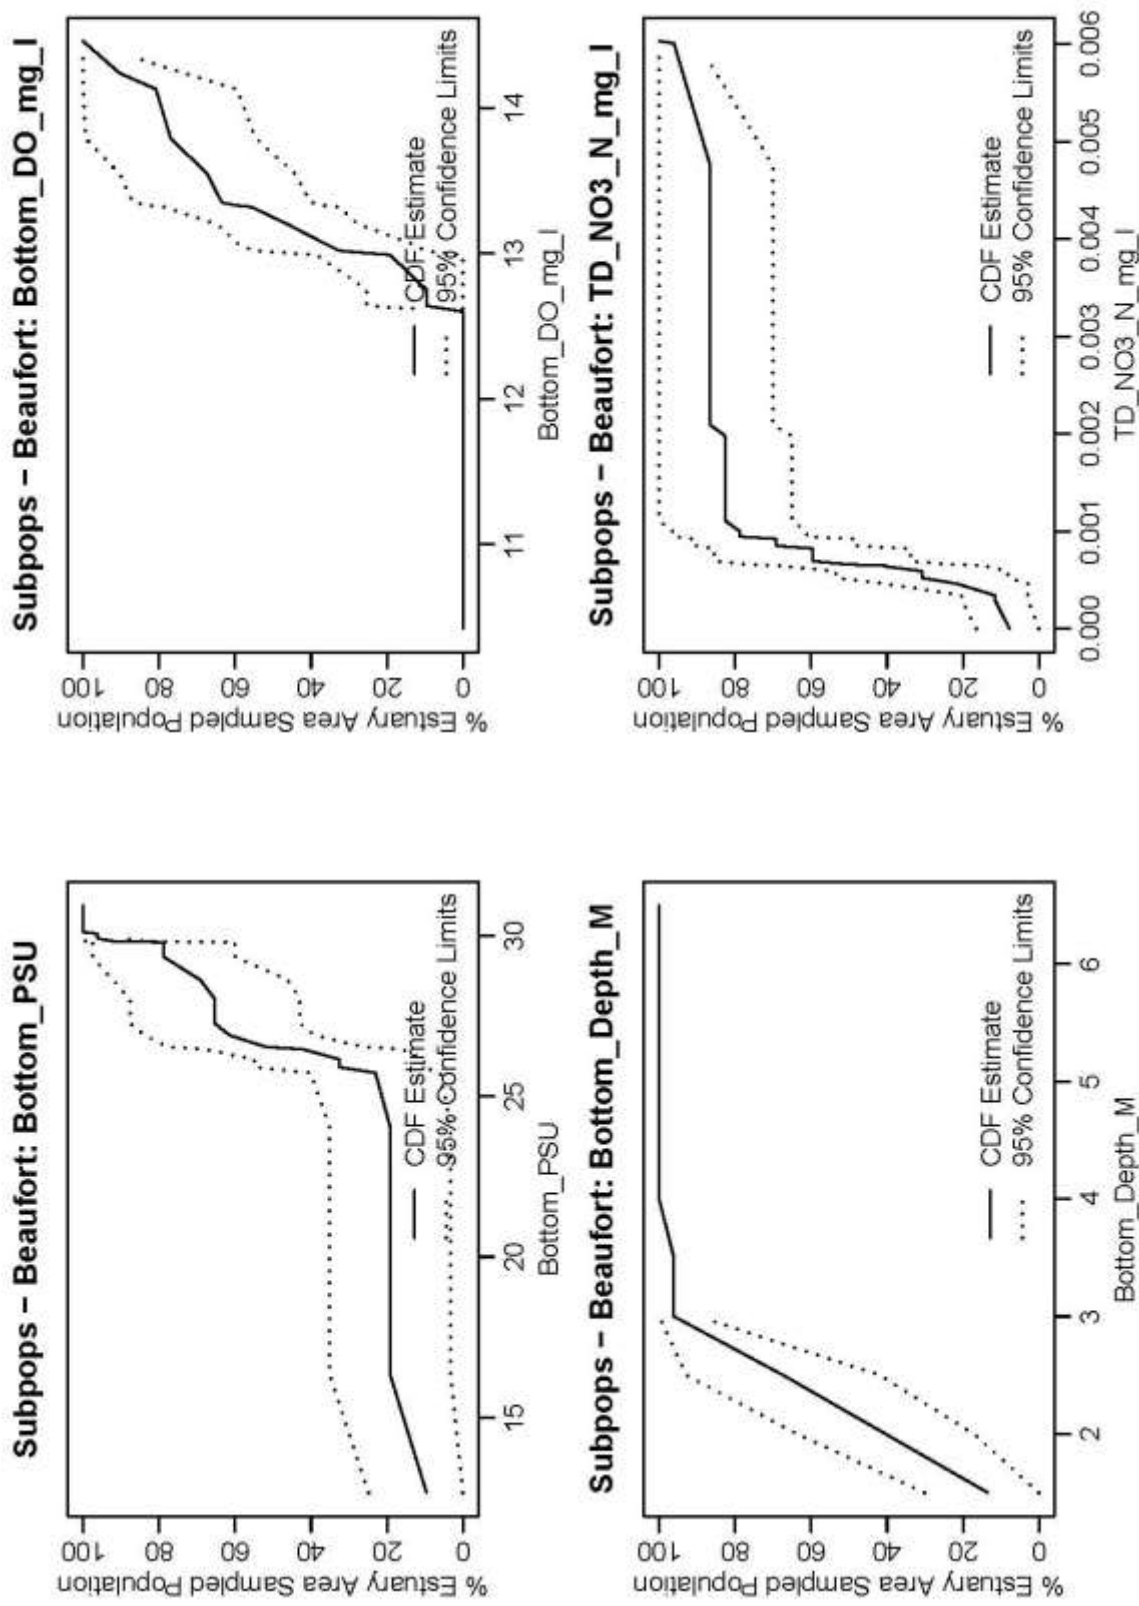 Subpops – Beaufort: Bottom_PSU
% Estuary Area Sampled Population
100
80
60
40
20
0
CDF Estimate
95% Confidence Limits
15
20
25
30
Bottom_PSU
Subpops – Beaufort: Bottom_DO_mg_l
% Estuary Area Sampled Population
100
80
60
40
20
0
CDF Estimate
95% Confidence Limits
11
12
13
14
Bottom_DO_mg_l
Subpops – Beaufort: Bottom_Depth_M
% Estuary Area Sampled Population
100
80
60
40
20
0
CDF Estimate
95% Confidence Limits
2
3
4
5
6
Bottom_Depth_M
Subpops – Beaufort: TD_NO3_N_mg_l
% Estuary Area Sampled Population
100
80
60
40
20
0
CDF Estimate
95% Confidence Limits
0.000
0.001
0.002
0.003
0.004
0.005
0.006
TD_NO3_N_mg_l